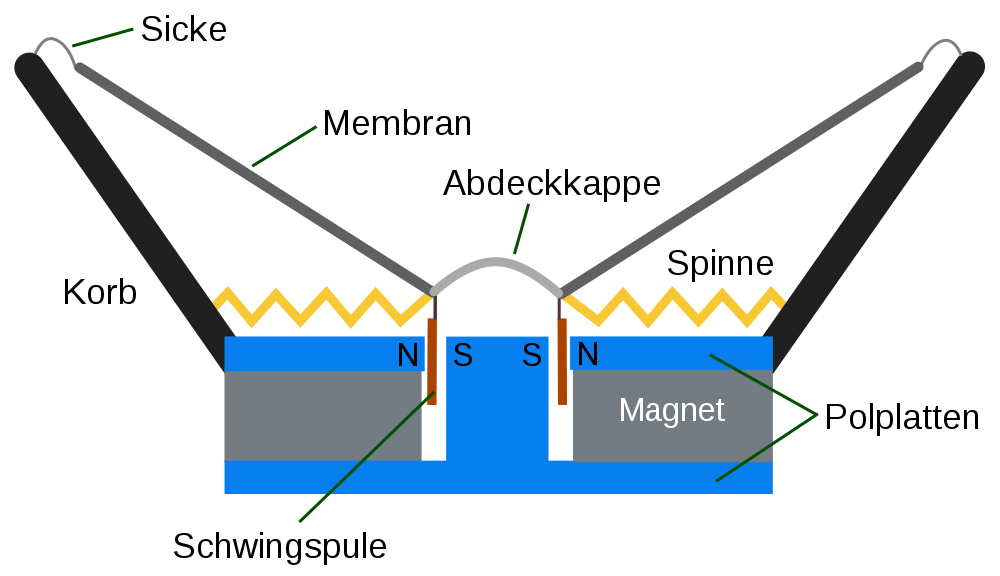 Sicke
Membran
Abdeckkappe
Spinne
Korb
N S S N
Magnet
Polplatten
Schwingspule